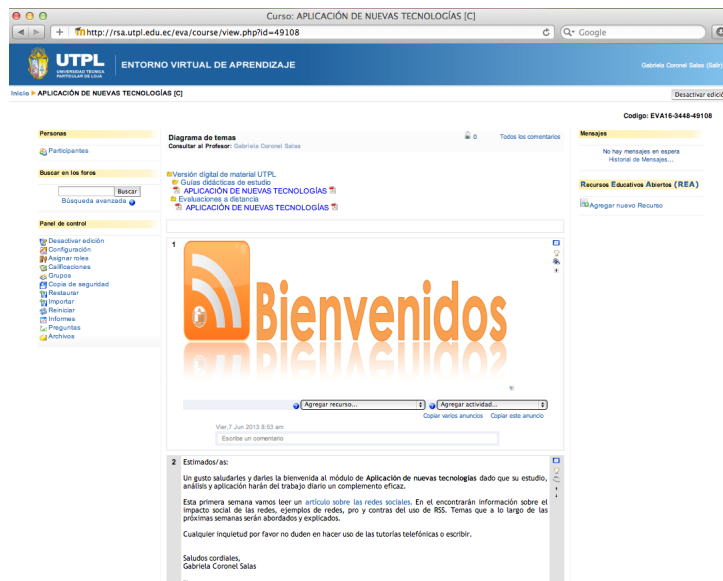 Curso: APLICACIÓN DE NUEVAS TECNOLOGÍAS [C]
http://rsa.utpl.edu.ec/eva/course/view.php?id=49108
Google
UTPL
UNIVERSIDAD TECNICA
PARTICULAR DE LOJA
ENTORNO VIRTUAL DE APRENDIZAJE
Gabriela Coronel Salas (Salir)
Inicio ► APLICACIÓN DE NUEVAS TECNOLOGÍAS [C]
Desactivar edició
Codigo: EVA16-3448-49108
Personas
Participantes
Buscar en los foros
Buscar
Búsqueda avanzada
Panel de control
Desactivar edición
Configuración
Asignar roles
Calificaciones
Grupos
Copia de seguridad
Restaurar
Importar
Reiniciar
Informes
Preguntas
Archivos
Diagrama de temas
0 Todos los comentarios
Consultar al Profesor: Gabriela Coronel Salas
Versión digital de material UTPL
Guías didácticas de estudio
APLICACIÓN DE NUEVAS TECNOLOGÍAS
Evaluaciones a distancia
APLICACIÓN DE NUEVAS TECNOLOGÍAS
1
Bienvenidos
Agregar recurso...
Agregar actividad...
Copiar varios anuncios Copiar este anuncio
Vier,7 Jun 2013 8:53 am
Escribe un comentario
2 Estimados/as:
Un gusto saludarles y darles la bienvenida al módulo de Aplicación de nuevas tecnologías dado que su estudio,
análisis y aplicación harán del trabajo diario un complemento eficaz.
Esta primera semana vamos leer un artículo sobre las redes sociales. En el encontrarán información sobre el
impacto social de las redes, ejemplos de redes, pro y contras del uso de RSS. Temas que a lo largo de las
próximas semanas serán abordados y explicados.
Cualquier inquietud por favor no duden en hacer uso de las tutorías telefónicas o escribir.
Saludos cordiales,
Gabriela Coronel Salas
Mensajes
No hay mensajes en espera
Historial de Mensajes...
Recursos Educativos Abiertos (REA)
Agregar nuevo Recurso